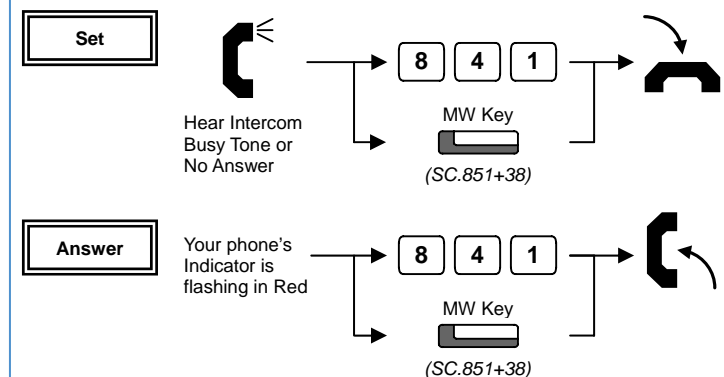 Set
8 4 1
MW Key
Hear Intercom
Busy Tone or
No Answer
(SC.851+38)
Answer
Your phone's
Indicator is
flashing in Red
8 4 1
MW Key
(SC.851+38)